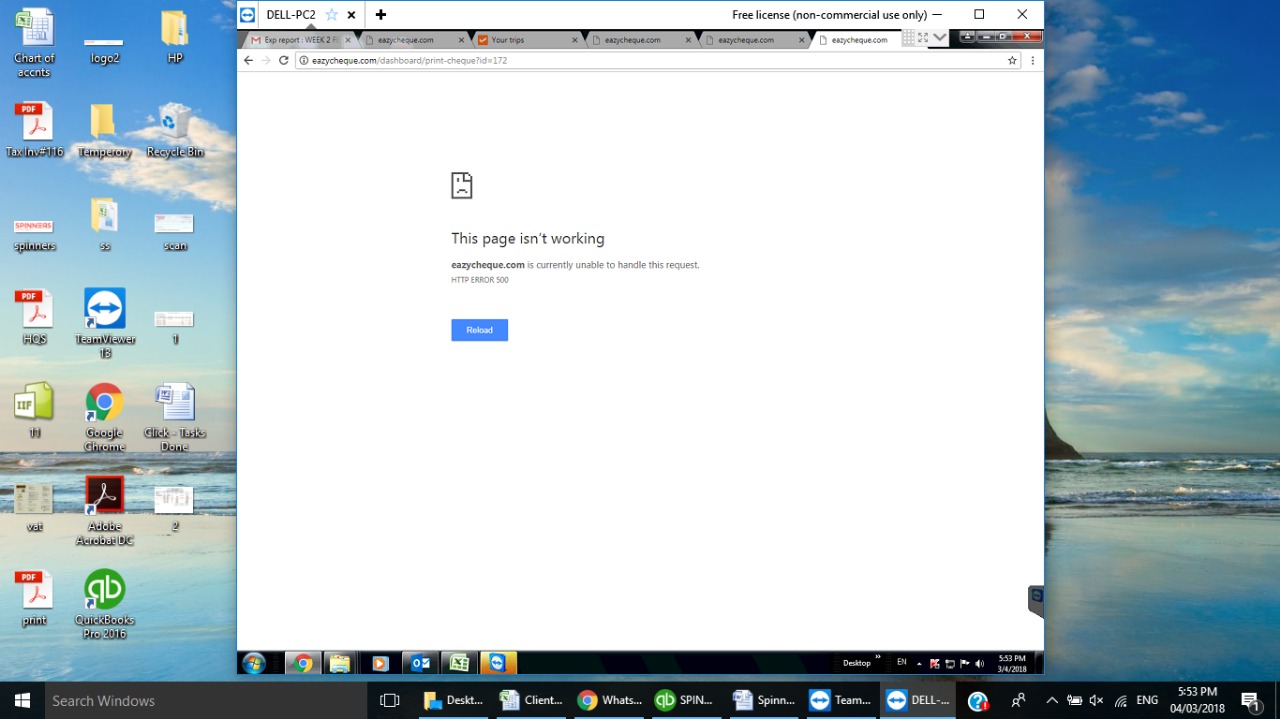 DELL-PC2
Free license (non-commercial use only)
Exp report : WEEK 2 F
eazycheque.com
Your trips
eazycheque.com
eazycheque.com
eazycheque.com
eazycheque.com/dashboard/print-cheque?id=172
This page isn't working
eazycheque.com is currently unable to handle this request.
HTTP ERROR 500
Reload
Chart of
accnts
logo2
HP
PDF
Tax Inv#116
Temperory
Recycle Bin
SPINNERS
spinners
ss
scan
PDF
HQS
TeamViewer
13
1
IIF
11
Google
Chrome
Click - Tasks
Done
vat
Adobe
Acrobat DC
2
PDF
print
qb
QuickBooks
Pro 2016
Desktop
EN
5:53 PM
3/4/2018
Search Windows
Deskt...
Client...
Whats...
qb
SPIN...
Spinn...
Team...
DELL-...
ENG
5:53 PM
04/03/2018
1